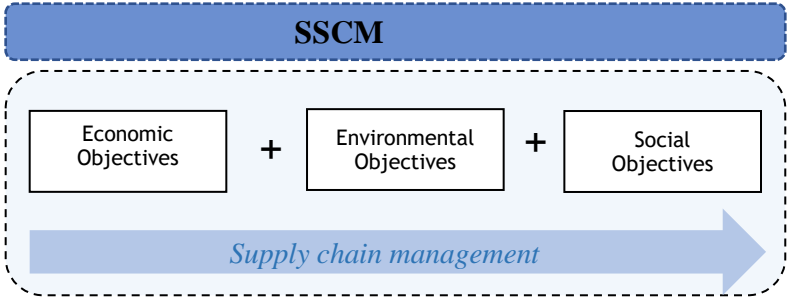 SSCM
Economic
Objectives
+
Environmental
Objectives
+
Social
Objectives
Supply chain management